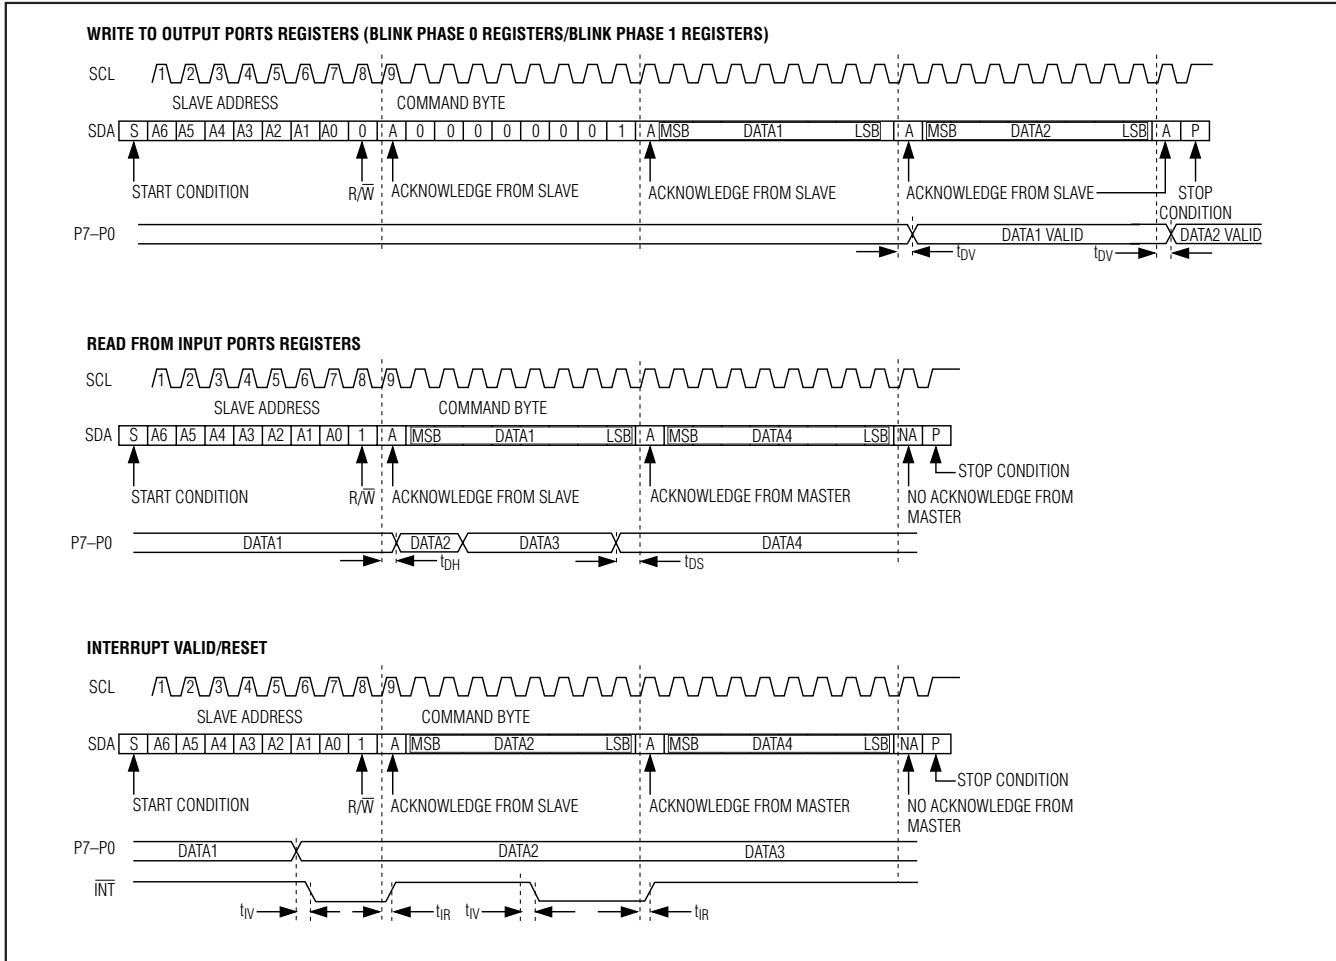 WRITE TO OUTPUT PORTS REGISTERS (BLINK PHASE 0 REGISTERS/BLINK PHASE 1 REGISTERS)
SCL 1 2 3 4 5 6 7 8 9
SLAVE ADDRESS COMMAND BYTE
SDA S A6 A5 A4 A3 A2 A1 A0 0 A 0 0 0 0 0 0 0 1 A MSB DATA1 LSB A MSB DATA2 LSB A P
START CONDITION R/W̅ ACKNOWLEDGE FROM SLAVE ACKNOWLEDGE FROM SLAVE ACKNOWLEDGE FROM SLAVE STOP
CONDITION
P7–P0 DATA1 VALID DATA2 VALID
tDV tDV
READ FROM INPUT PORTS REGISTERS
SCL 1 2 3 4 5 6 7 8 9
SLAVE ADDRESS COMMAND BYTE
SDA S A6 A5 A4 A3 A2 A1 A0 1 A MSB DATA1 LSB A MSB DATA4 LSB NA P
STOP CONDITION
START CONDITION R/W̅ ACKNOWLEDGE FROM SLAVE ACKNOWLEDGE FROM MASTER NO ACKNOWLEDGE FROM
MASTER
P7–P0 DATA1 DATA2 DATA3 DATA4
tDH tDS
INTERRUPT VALID/RESET
SCL 1 2 3 4 5 6 7 8 9
SLAVE ADDRESS COMMAND BYTE
SDA S A6 A5 A4 A3 A2 A1 A0 1 A MSB DATA2 LSB A MSB DATA4 LSB NA P
STOP CONDITION
START CONDITION R/W̅ ACKNOWLEDGE FROM SLAVE ACKNOWLEDGE FROM MASTER NO ACKNOWLEDGE FROM
MASTER
P7–P0 DATA1 DATA2 DATA3
I̅N̅T̅
tIV tIR tIV tIR